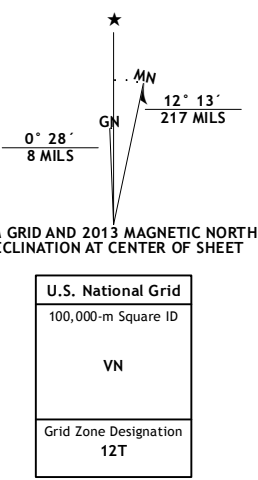 ★
MN
GN
12° 13´
217 MILS
0° 28´
8 MILS
GRID AND 2013 MAGNETIC NORTH
DECLINATION AT CENTER OF SHEET
U.S. National Grid
100,000-m Square ID
VN
Grid Zone Designation
12T